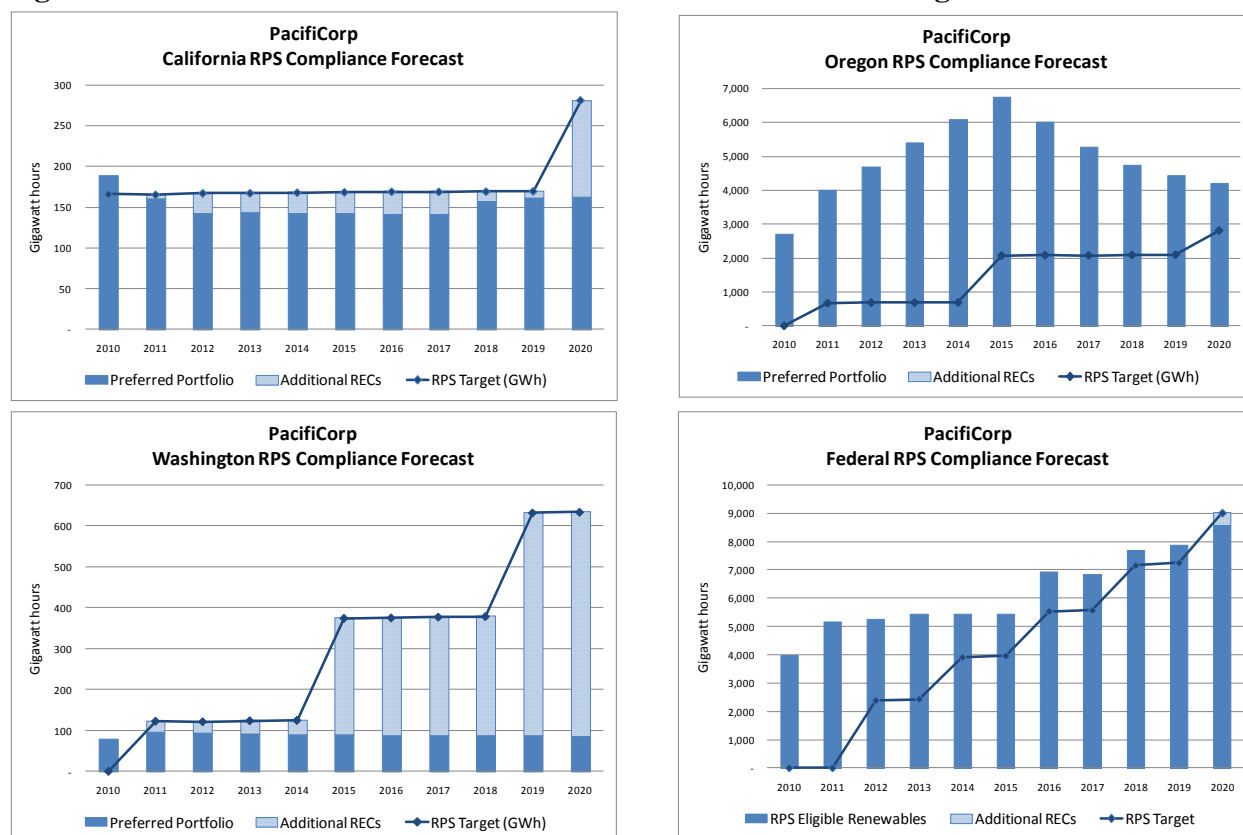 PacifiCorp
California RPS Compliance Forecast
Gigawatt hours
300
250
200
150
100
50
-
2010 2011 2012 2013 2014 2015 2016 2017 2018 2019 2020
Preferred Portfolio Additional RECs RPS Target (GWh)
PacifiCorp
Oregon RPS Compliance Forecast
Gigawatt hours
7,000
6,000
5,000
4,000
3,000
2,000
1,000
-
2010 2011 2012 2013 2014 2015 2016 2017 2018 2019 2020
Preferred Portfolio Additional RECs RPS Target (GWh)
PacifiCorp
Washington RPS Compliance Forecast
Gigawatt hours
700
600
500
400
300
200
100
-
2010 2011 2012 2013 2014 2015 2016 2017 2018 2019 2020
Preferred Portfolio Additional RECs RPS Target (GWh)
PacifiCorp
Federal RPS Compliance Forecast
Gigawatt hours
10,000
9,000
8,000
7,000
6,000
5,000
4,000
3,000
2,000
1,000
-
2010 2011 2012 2013 2014 2015 2016 2017 2018 2019 2020
RPS Eligible Renewables Additional RECs RPS Target